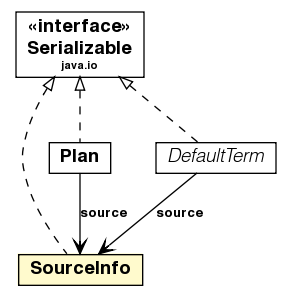 «interface»
Serializable
java.io
Plan
DefaultTerm
source
source
SourceInfo